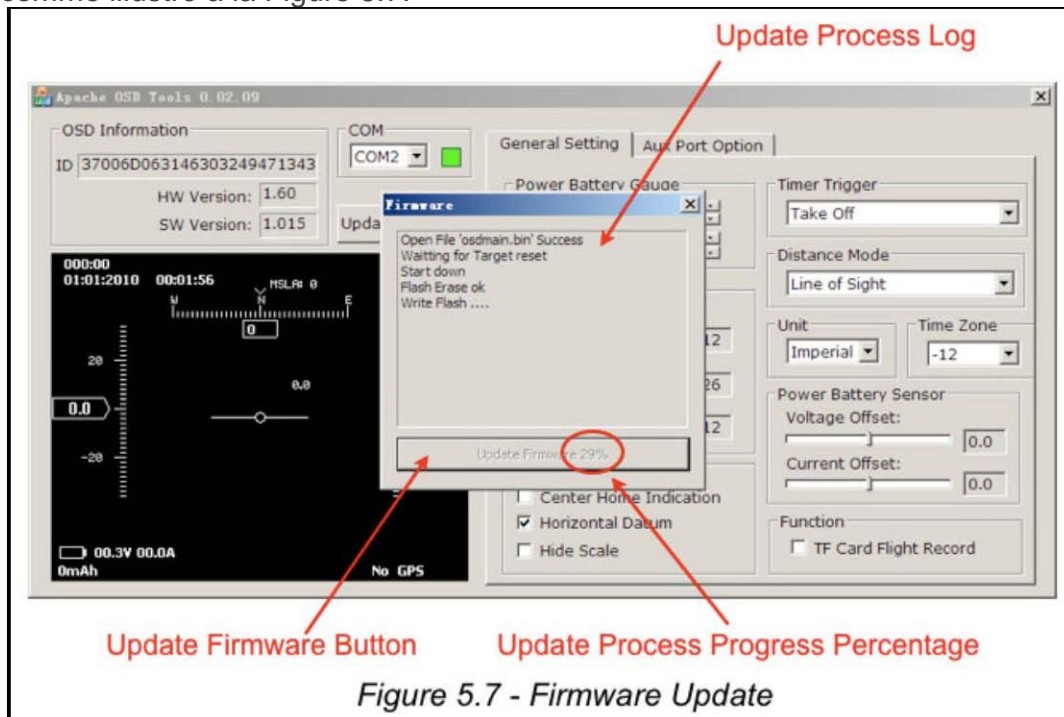 comme illustré à la Figure 5.7.
Update Process Log
Apache OSD Tools 0.02.09
OSD Information
ID 37006D063146303249471343
HW Version: 1.60
SW Version: 1.015
COM
COM2
General Setting
Aux Port Option
Power Battery Gauge
Firmware
Open File 'osdmain.bin' Success
Waitting for Target reset
Start down
Flash Erase ok
Write Flash ....
Update Firmware 29%
Timer Trigger
Take Off
Distance Mode
Line of Sight
Unit
Imperial
Time Zone
-12
Power Battery Sensor
Voltage Offset:
0.0
Current Offset:
0.0
Function
TF Card Flight Record
12
26
12
Center Home Indication
Horizontal Datum
Hide Scale
000:00
01:01:2010 00:01:56
MSLA: 0
W N E
0
20
0.0
0.0
-20
00.3V 00.0A
0mAh
No GPS
Update Firmware Button
Update Process Progress Percentage
Figure 5.7 - Firmware Update